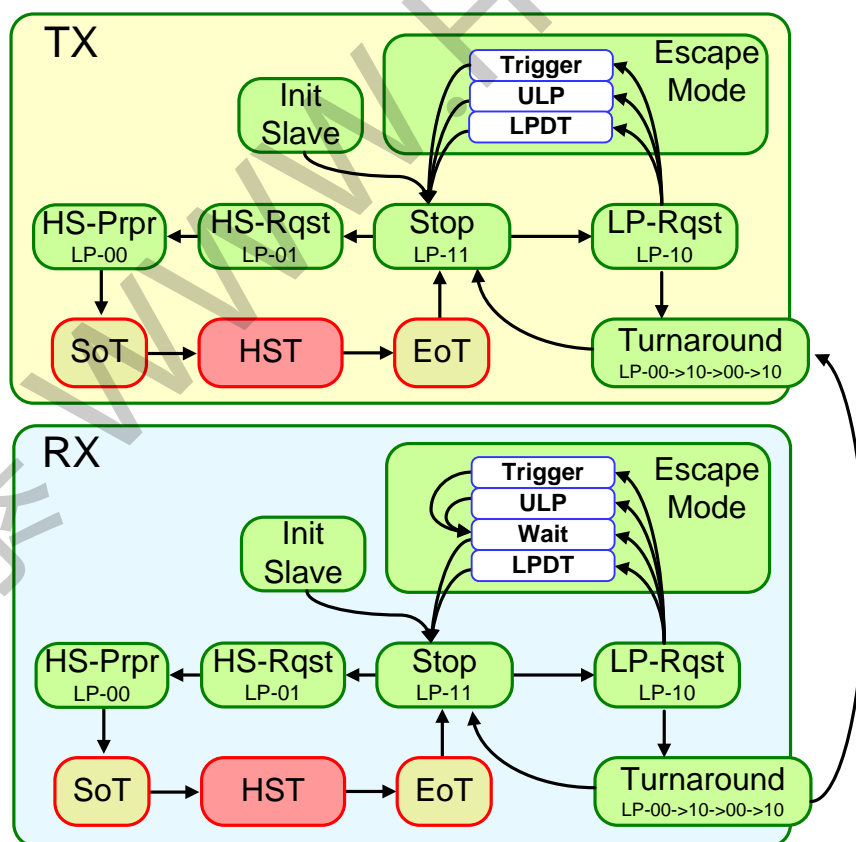 TX
Escape
Mode
Trigger
ULP
LPDT
Init
Slave
HS-Prpr
LP-00
HS-Rqst
LP-01
Stop
LP-11
LP-Rqst
LP-10
SoT
HST
EoT
Turnaround
LP-00->10->00->10
RX
Escape
Mode
Trigger
ULP
Wait
LPDT
Init
Slave
HS-Prpr
LP-00
HS-Rqst
LP-01
Stop
LP-11
LP-Rqst
LP-10
SoT
HST
EoT
Turnaround
LP-00->10->00->10
WWW.H